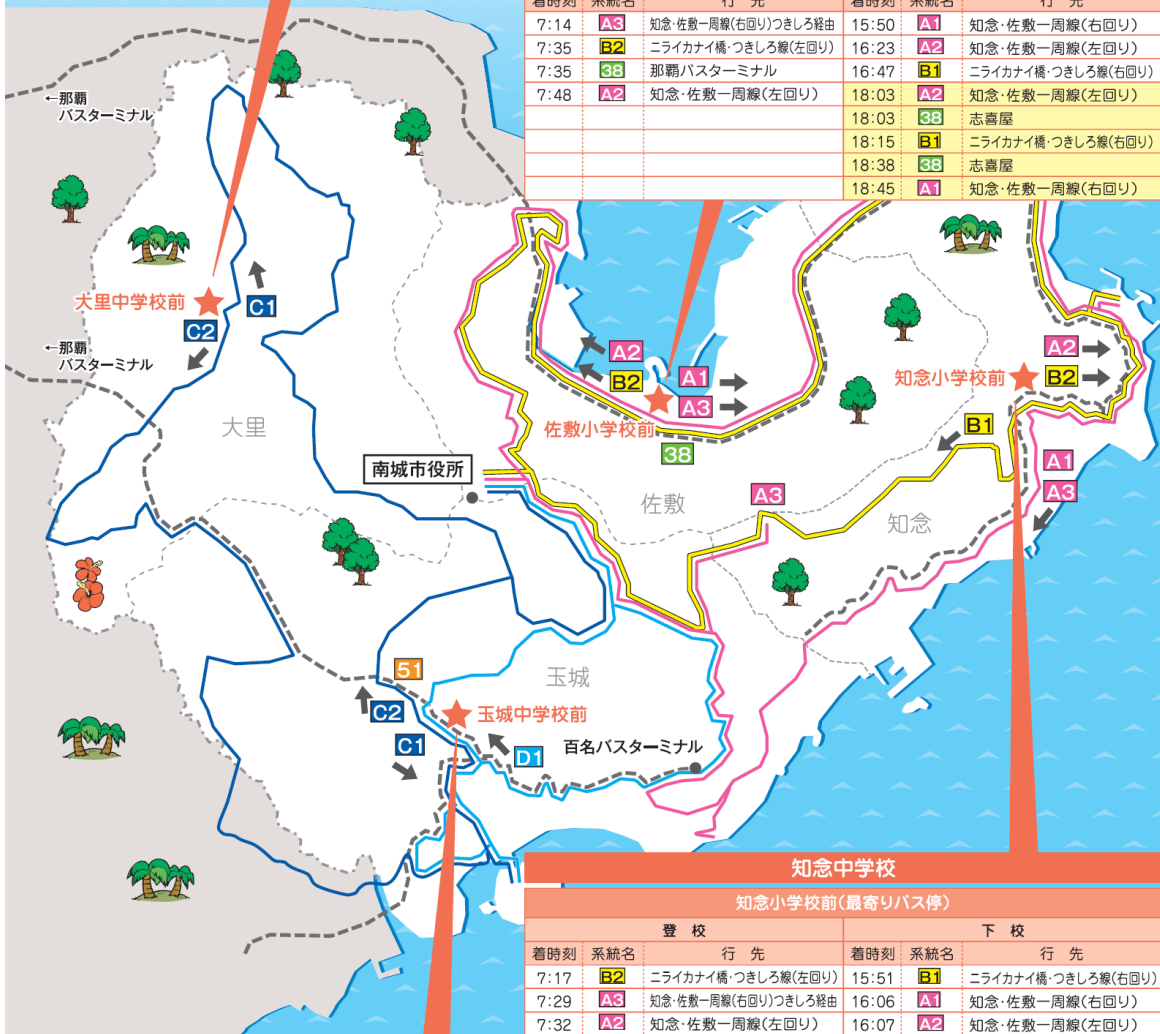 着時刻 系統名 行 先 着時刻 系統名 行 先
7:14 A3 知念・佐敷一周線(右回り)つきしろ経由 15:50 A1 知念・佐敷一周線(右回り)
7:35 B2 ニライカナイ橋・つきしろ線(左回り) 16:23 A2 知念・佐敷一周線(左回り)
7:35 38 那覇バスターミナル 16:47 B1 ニライカナイ橋・つきしろ線(右回り)
7:48 A2 知念・佐敷一周線(左回り) 18:03 A2 知念・佐敷一周線(左回り)
18:03 38 志喜屋
18:15 B1 ニライカナイ橋・つきしろ線(右回り)
18:38 38 志喜屋
18:45 A1 知念・佐敷一周線(右回り)
←那覇
バスターミナル
大里中学校前
C1
C2
←那覇
バスターミナル
大里
南城市役所
A2
B2
A1
A3
佐敷小学校前
38
佐敷
A3
知念
知念小学校前
A2
B2
B1
A1
A3
51
玉城
玉城中学校前
C2
C1
D1
百名バスターミナル
知念中学校
知念小学校前(最寄りバス停)
登 校 下 校
着時刻 系統名 行 先 着時刻 系統名 行 先
7:17 B2 ニライカナイ橋・つきしろ線(左回り) 15:51 B1 ニライカナイ橋・つきしろ線(右回り)
7:29 A3 知念・佐敷一周線(右回り)つきしろ経由 16:06 A1 知念・佐敷一周線(右回り)
7:32 A2 知念・佐敷一周線(左回り) 16:07 A2 知念・佐敷一周線(左回り)